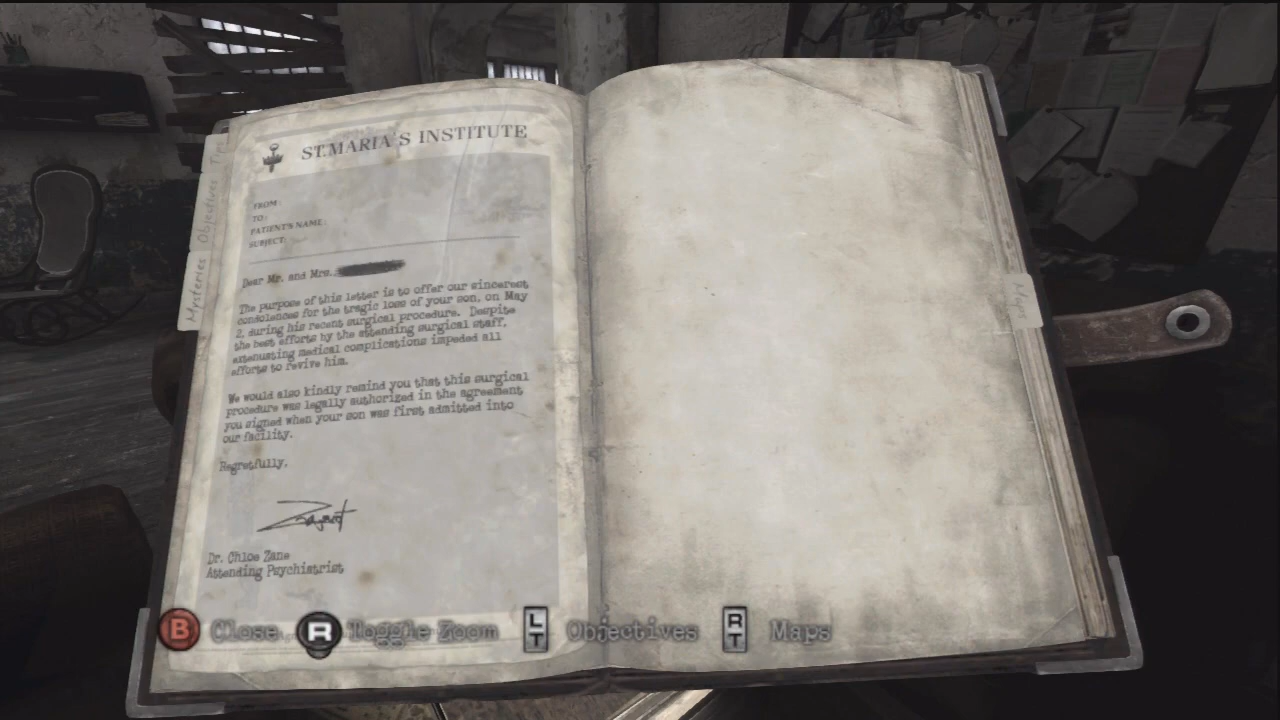 ST.MARIA'S INSTITUTE
FROM:
TO:
PATIENT'S NAME:
SUBJECT:
Dear Mr. and Mrs.
The purpose of this letter is to offer our sincerest
condolences for the tragic loss of your son, on May
2, during his recent surgical procedure. Despite
the best efforts by the attending surgical staff,
extenuating medical complications impeded all
efforts to revive him.
We would also kindly remind you that this surgical
procedure was legally authorized in the agreement
you signed when your son was first admitted into
our facility.
Regretfully,
Dr. Chloe Zane
Attending Psychistrist
Mysteries
Objectives
Maps
B Close
R Toggle Zoom
LT Objectives
RT Maps